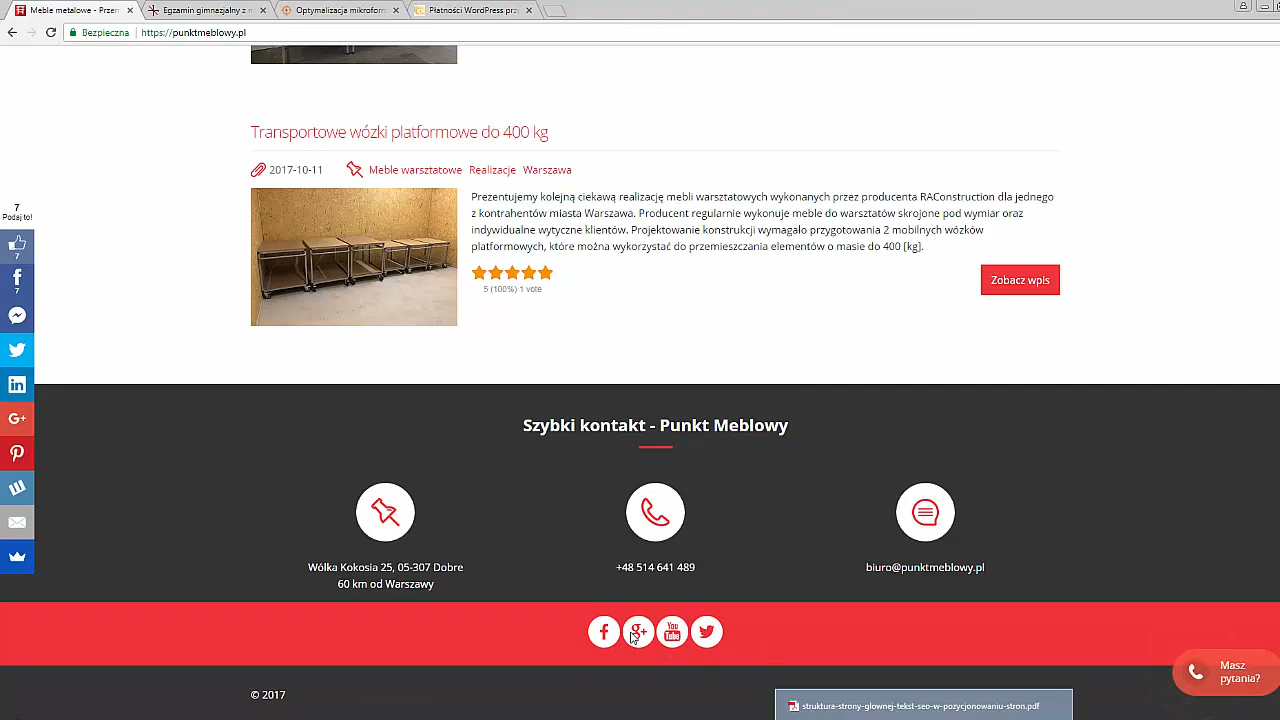 Meble metalowe - Przem
Egzamin gimnazjalny z m
Optymalizacja mikroform
Płatności WordPress prze
Bezpieczna
https://punktmeblowy.pl
Transportowe wózki platformowe do 400 kg
2017-10-11
Meble warsztatowe Realizacje Warszawa
Prezentujemy kolejną ciekawą realizację mebli warsztatowych wykonanych przez producenta RAConstruction dla jednego
z kontrahentów miasta Warszawa. Producent regularnie wykonuje meble do warsztatów skrojone pod wymiar oraz
indywidualne wytyczne klientów. Projektowanie konstrukcji wymagało przygotowania 2 mobilnych wózków
platformowych, które można wykorzystać do przemieszczania elementów o masie do 400 [kg].
5 (100%) 1 vote
Zobacz wpis
7
Podaj to!
7
7
G+
Szybki kontakt - Punkt Meblowy
Wólka Kokosia 25, 05-307 Dobre
60 km od Warszawy
+48 514 641 489
biuro@punktmeblowy.pl
g+
You
Tube
Masz
pytania?
© 2017
struktura-strony-glownej-tekst-seo-w-pozycjonowaniu-stron.pdf